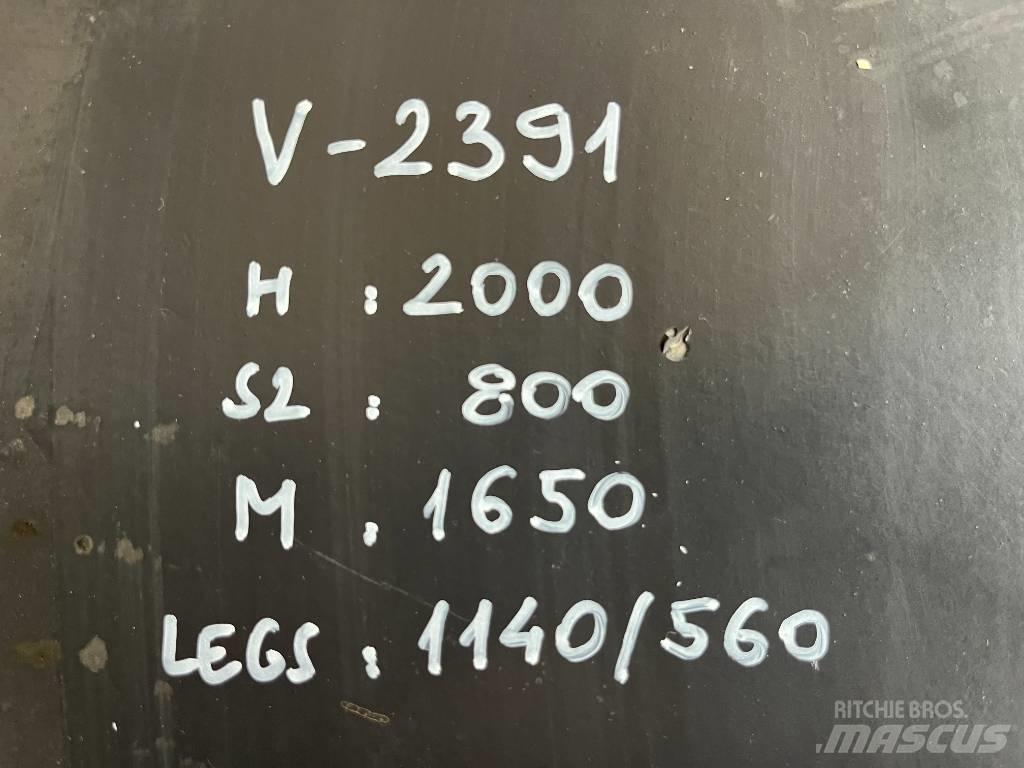 V-2391
H : 2000
S2 : 800
M : 1650
LEGS : 1140/560
RITCHIE BROS.
MASCUS